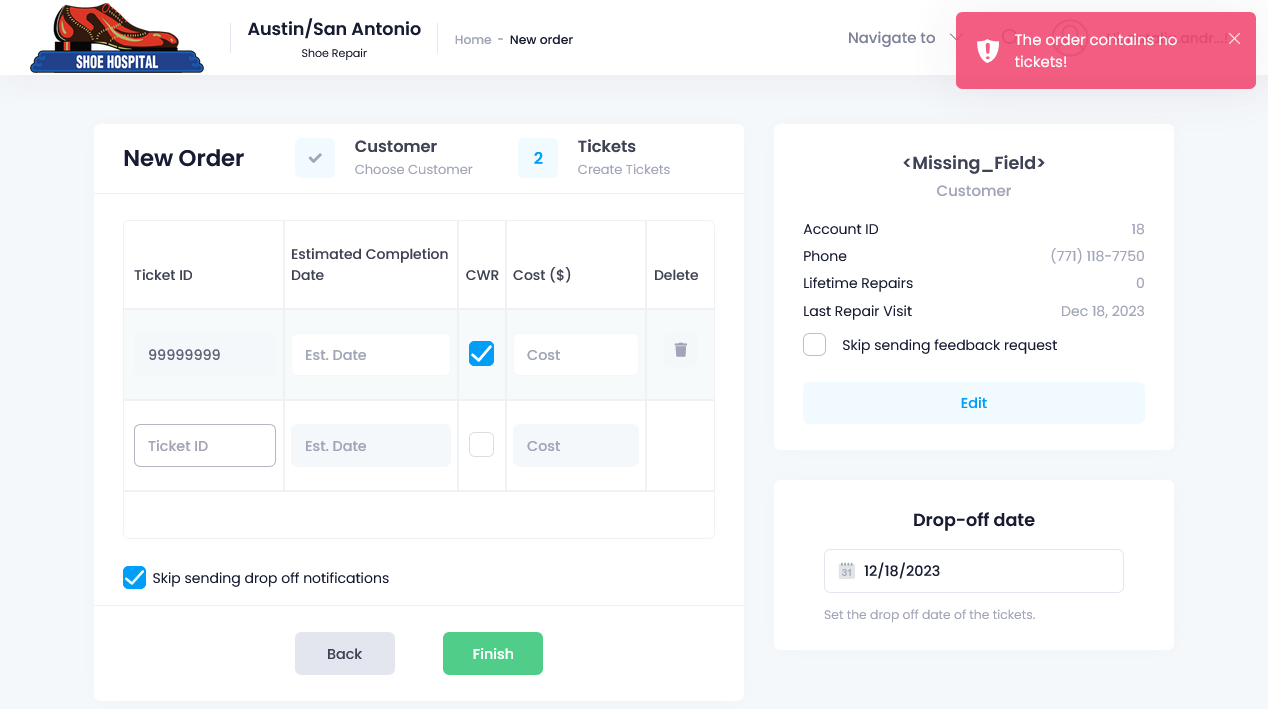 SHOE HOSPITAL
Austin/San Antonio
Shoe Repair
Home - New order
Navigate to
The order contains no
tickets!
New Order
Customer
Choose Customer
2
Tickets
Create Tickets
Ticket ID
Estimated Completion
Date
CWR
Cost ($)
Delete
99999999
Est. Date
Cost
Ticket ID
Est. Date
Cost
Skip sending drop off notifications
Back
Finish
<Missing_Field>
Customer
Account ID
18
Phone
(771) 118-7750
Lifetime Repairs
0
Last Repair Visit
Dec 18, 2023
Skip sending feedback request
Edit
Drop-off date
31
12/18/2023
Set the drop off date of the tickets.